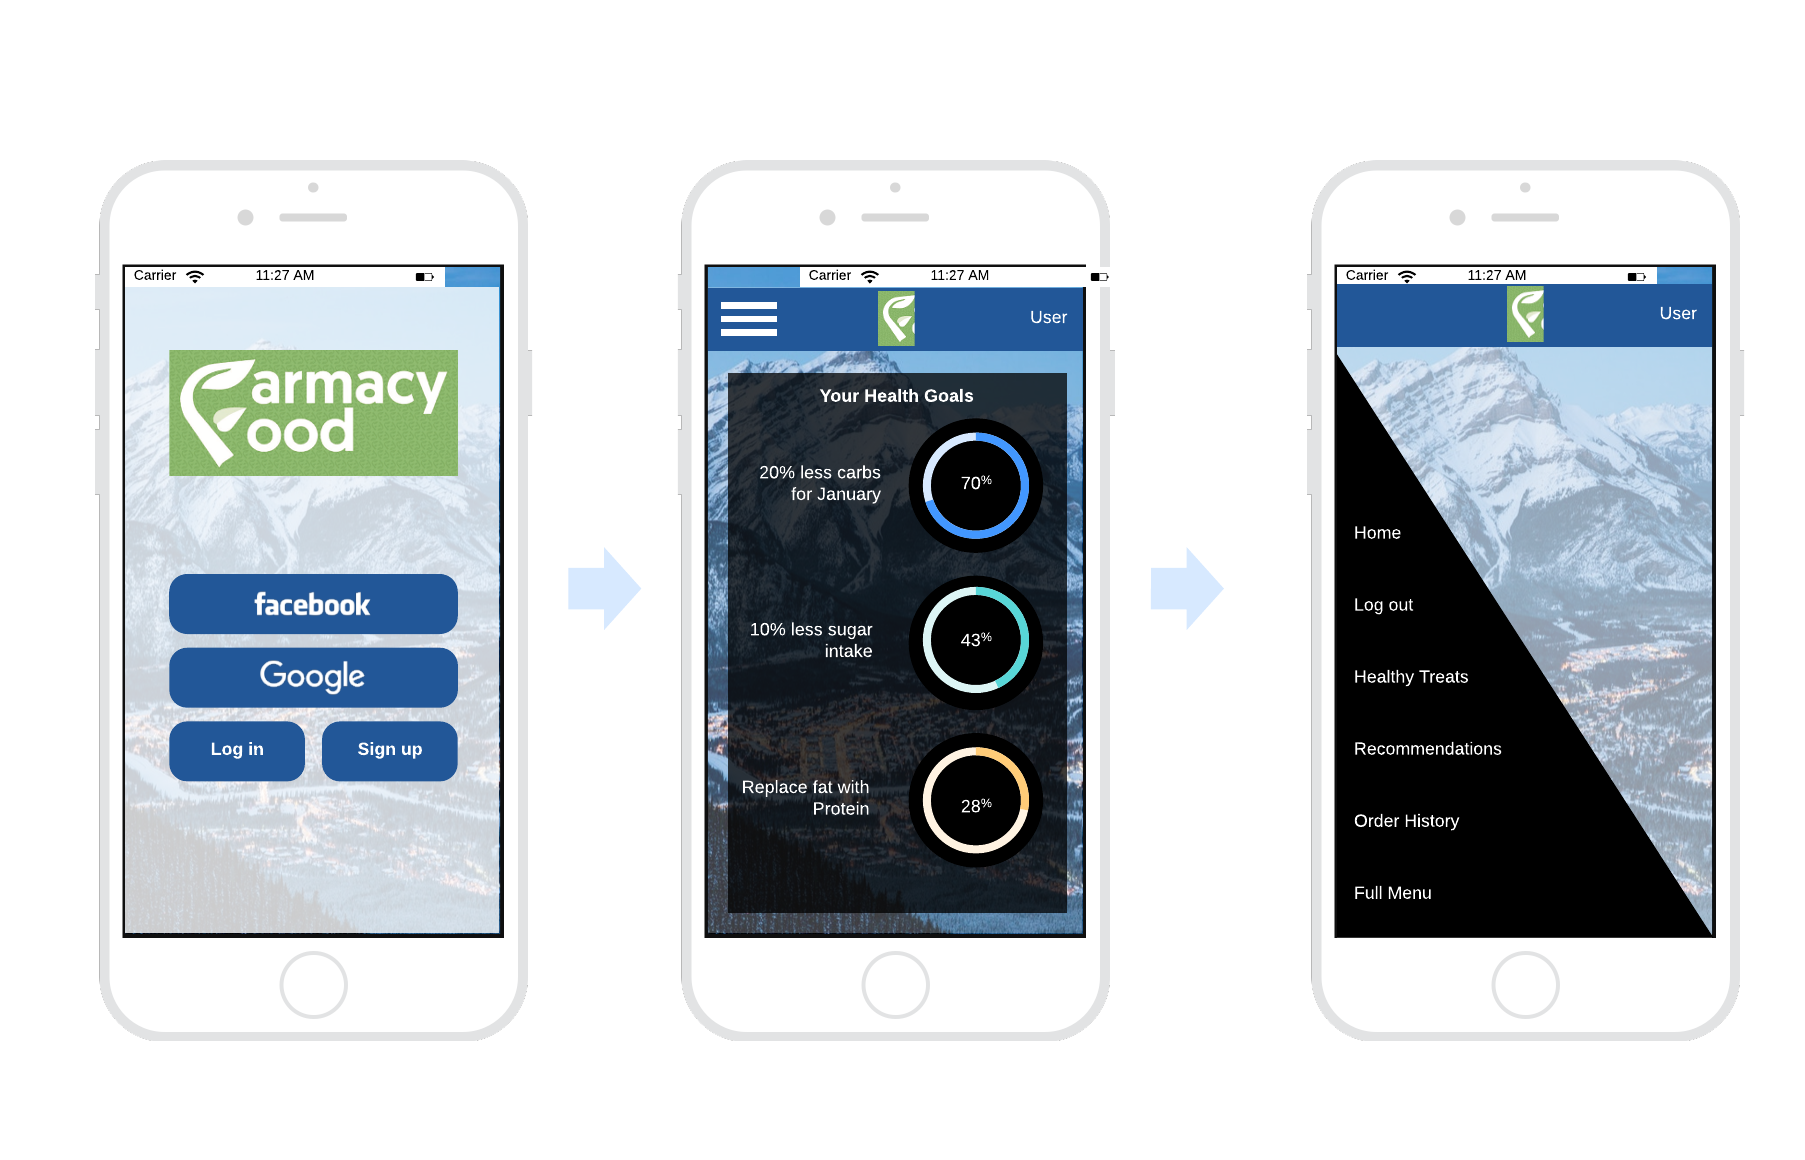 Carrier 11:27 AM
armacy
ood
facebook
Google
Log in Sign up
Carrier 11:27 AM
User
Your Health Goals
20% less carbs
for January
70%
10% less sugar
intake
43%
Replace fat with
Protein
28%
Carrier 11:27 AM
User
Home
Log out
Healthy Treats
Recommendations
Order History
Full Menu